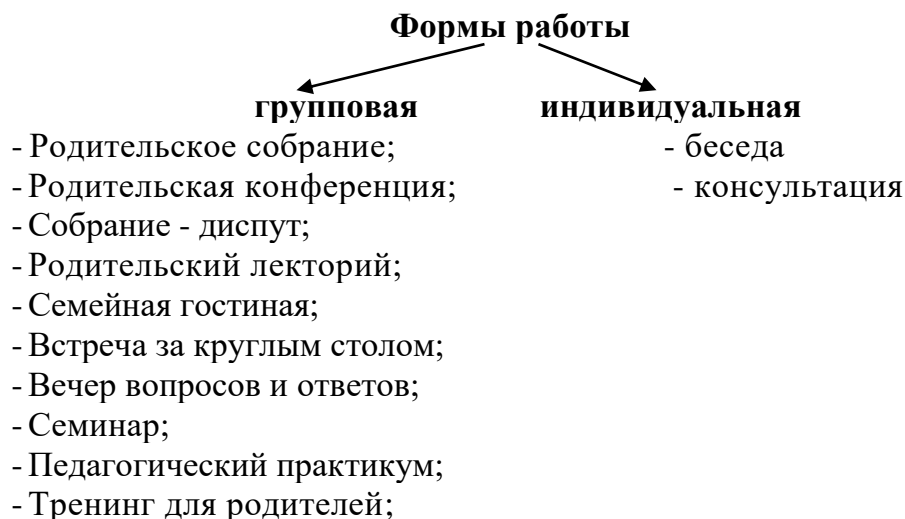 Формы работы
групповая индивидуальная
- Родительское собрание; - беседа
- Родительская конференция; - консультация
- Собрание - диспут;
- Родительский лекторий;
- Семейная гостиная;
- Встреча за круглым столом;
- Вечер вопросов и ответов;
- Семинар;
- Педагогический практикум;
- Тренинг для родителей;